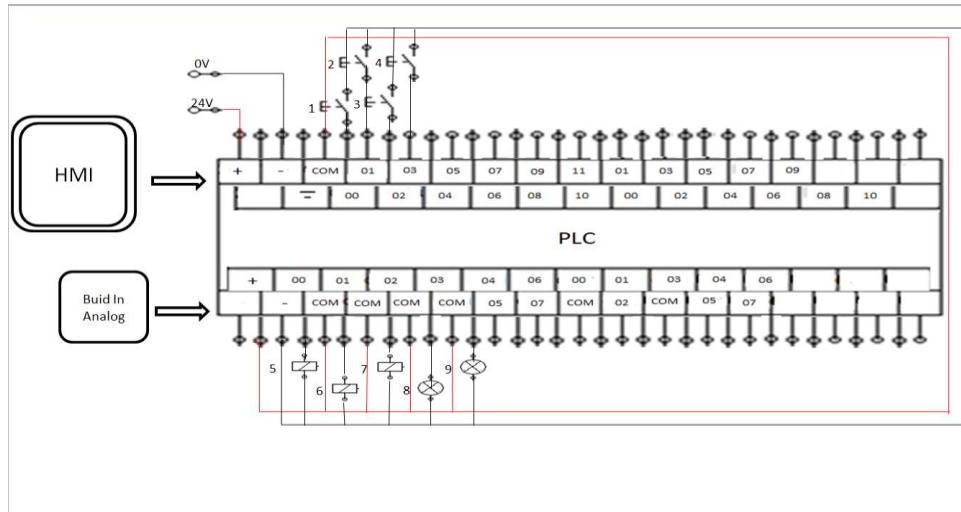 0V
24V
2
4
1
3
HMI
+ - COM 01 03 05 07 09 11 01 03 05 07 09
00 02 04 06 08 10 00 02 04 06 08 10
PLC
+ 00 01 02 03 04 06 00 01 03 04 06
- COM COM COM COM 05 07 COM 02 COM 05 07
Buid In
Analog
5
6
7
8
9